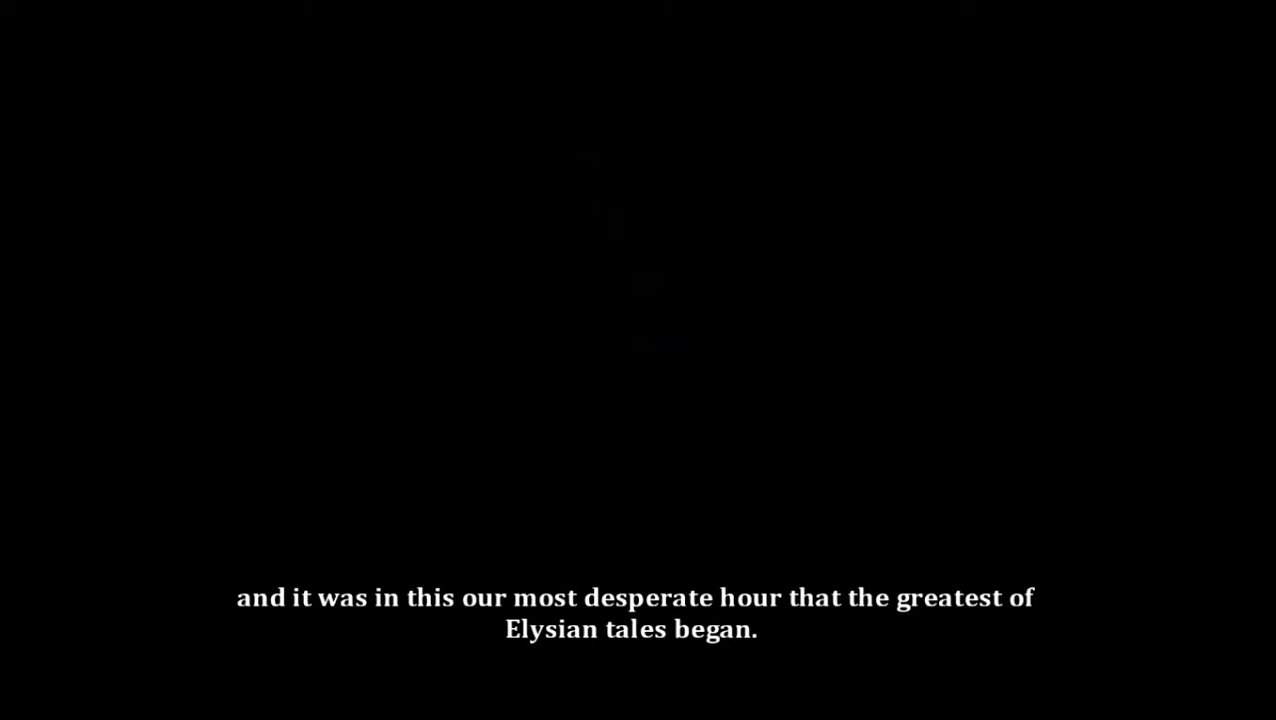 and it was in this our most desperate hour that the greatest of
Elysian tales began.